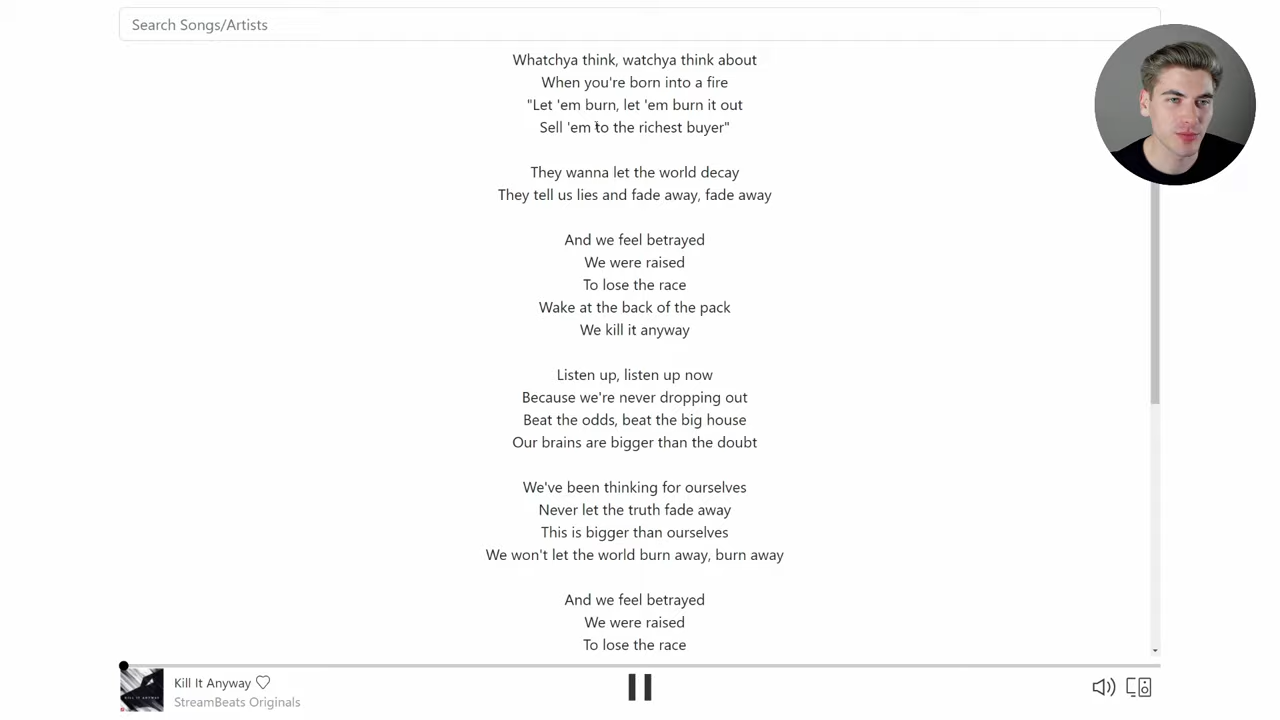 Search Songs/Artists
Whatchya think, watchya think about
When you're born into a fire
"Let 'em burn, let 'em burn it out
Sell 'em to the richest buyer"
They wanna let the world decay
They tell us lies and fade away, fade away
And we feel betrayed
We were raised
To lose the race
Wake at the back of the pack
We kill it anyway
Listen up, listen up now
Because we're never dropping out
Beat the odds, beat the big house
Our brains are bigger than the doubt
We've been thinking for ourselves
Never let the truth fade away
This is bigger than ourselves
We won't let the world burn away, burn away
And we feel betrayed
We were raised
To lose the race
KILL IT ANYWAY
Kill It Anyway
StreamBeats Originals